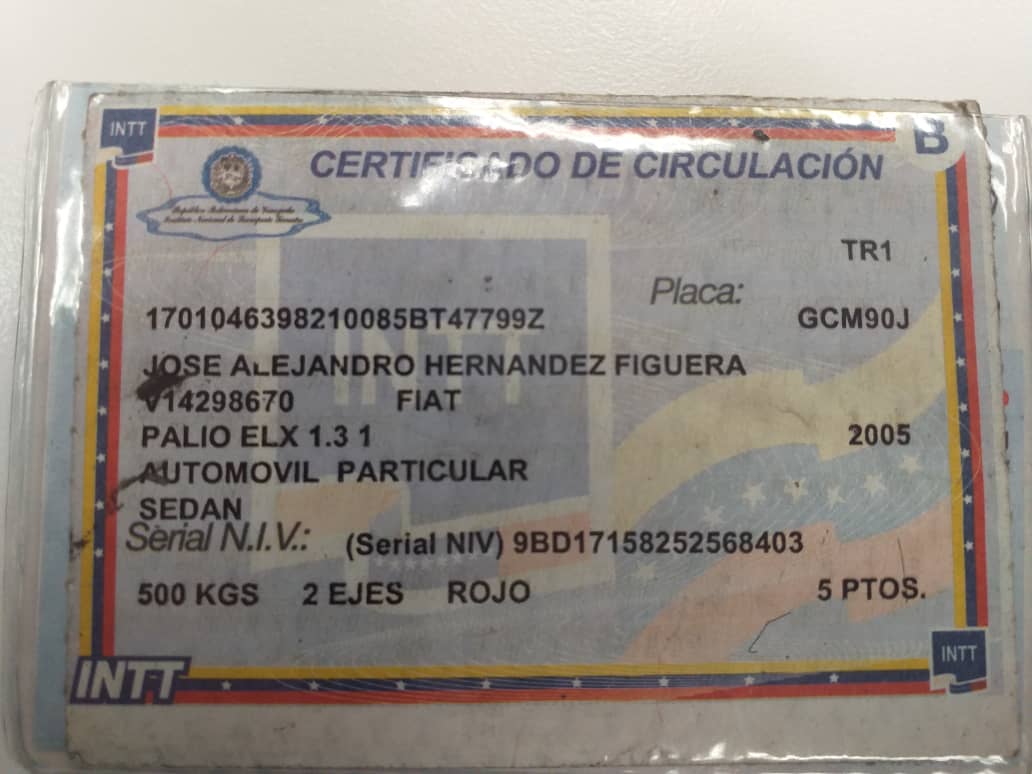 INTT
B
CERTIFICADO DE CIRCULACIÓN
República Bolivariana de Venezuela
Instituto Nacional de Transporte Terrestre
TR1
Placa:
1701046398210085BT47799Z GCM90J
JOSE ALEJANDRO HERNANDEZ FIGUERA
V14298670 FIAT
PALIO ELX 1.3 1 2005
AUTOMOVIL PARTICULAR
SEDAN
Serial N.I.V.: (Serial NIV) 9BD17158252568403
500 KGS 2 EJES ROJO 5 PTOS.
INTT
INTT
INTT